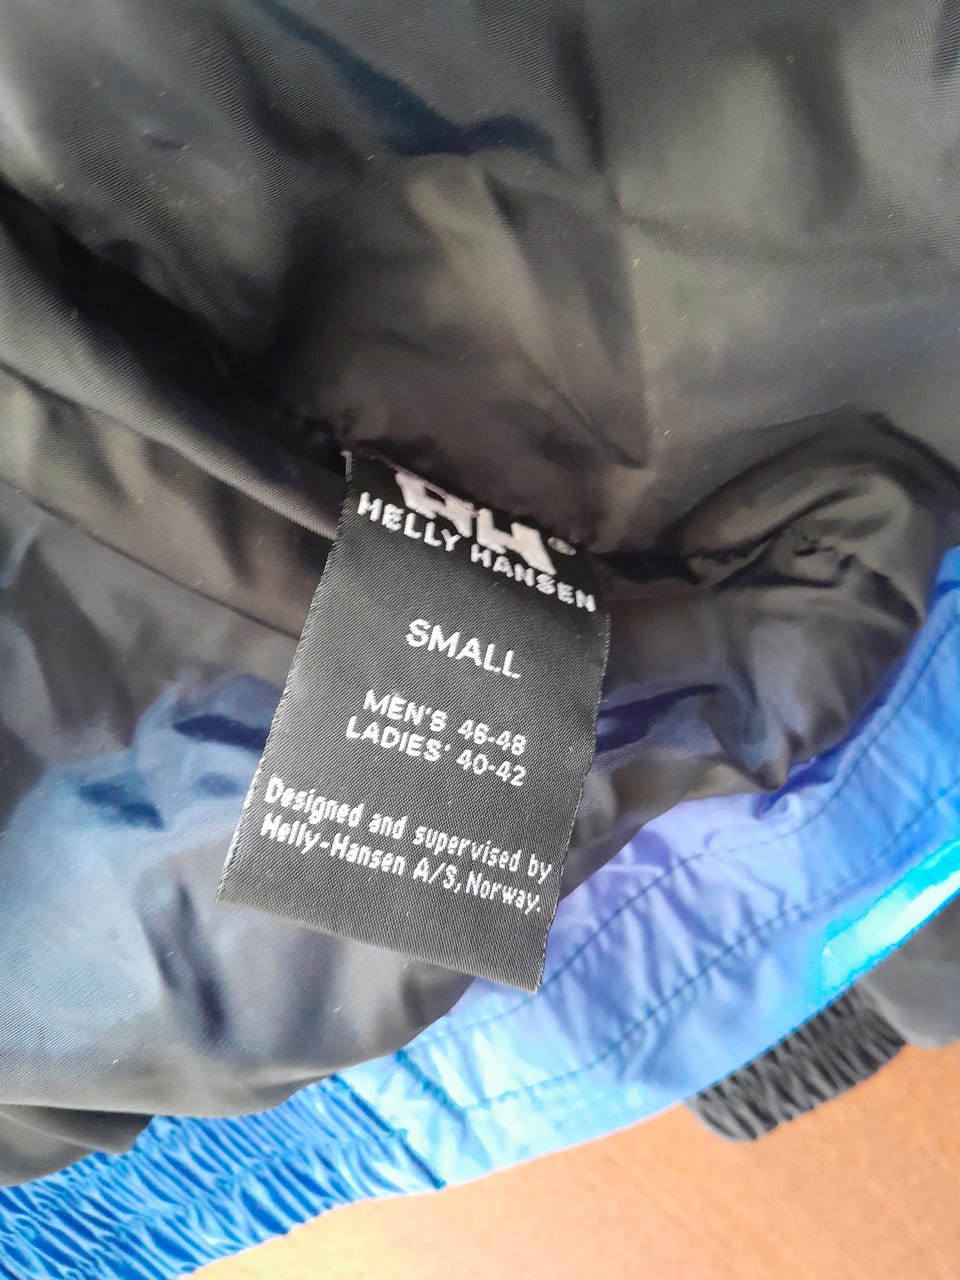 HH®
HELLY HANSEN
SMALL
MEN'S 46-48
LADIES' 40-42
Designed and supervised by
Helly-Hansen A/S, Norway.